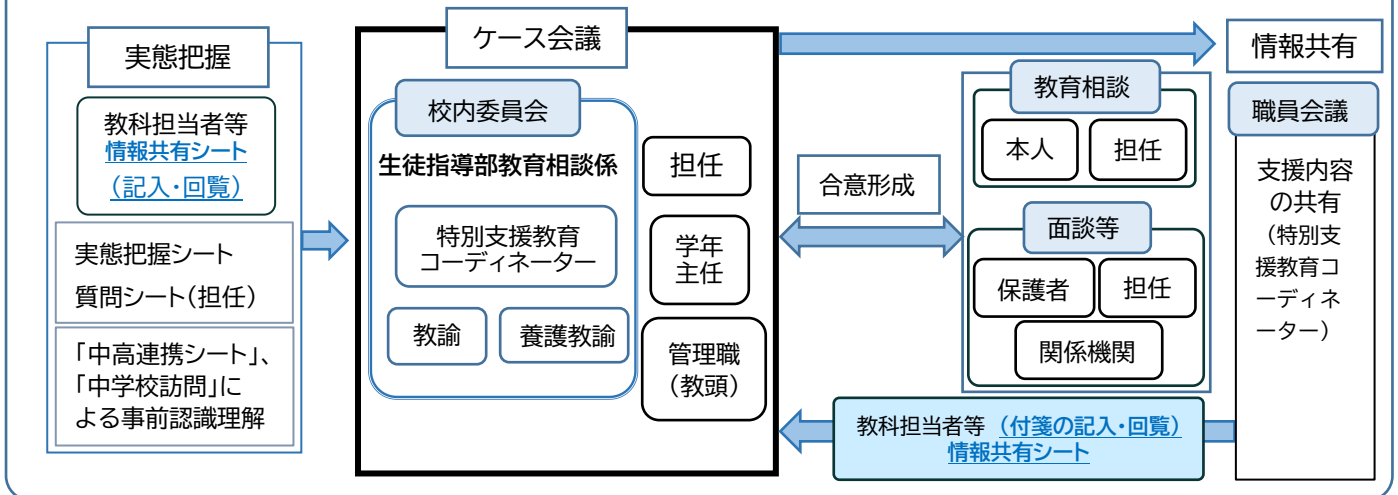 実態把握
教科担当者等
情報共有シート
（記入・回覧）
実態把握シート
質問シート（担任）
「中高連携シート」、
「中学校訪問」に
よる事前認識理解
ケース会議
校内委員会
生徒指導部教育相談係
特別支援教育
コーディネーター
教諭
養護教諭
担任
学年
主任
管理職
（教頭）
合意形成
教育相談
本人
担任
面談等
保護者
担任
関係機関
教科担当者等 （付箋の記入・回覧）
情報共有シート
情報共有
職員会議
支援内容
の共有
（特別支
援教育コ
ーディネ
ーター）